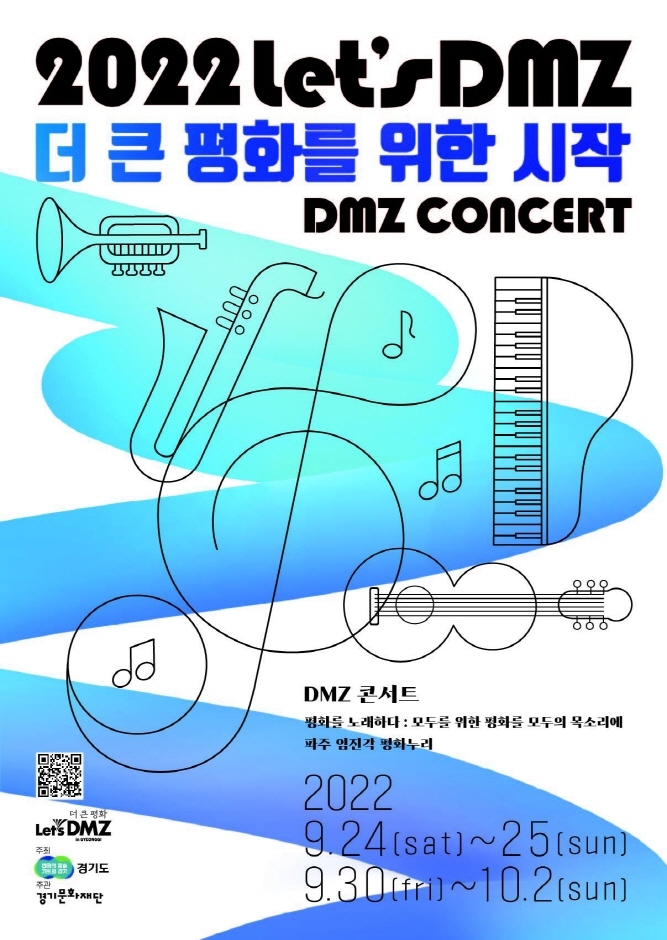 2022 Let's DMZ
더 큰 평화를 위한 시작
DMZ CONCERT
DMZ 콘서트
평화를 노래하다 : 모두를 위한 평화를 모두의 목소리에
파주 임진각 평화누리
2022
9.24(sat)~25(sun)
9.30(fri)~10.2(sun)
더 큰 평화
Let's DMZ
in GYEONGGI
주최
경기도
주관
경기문화재단